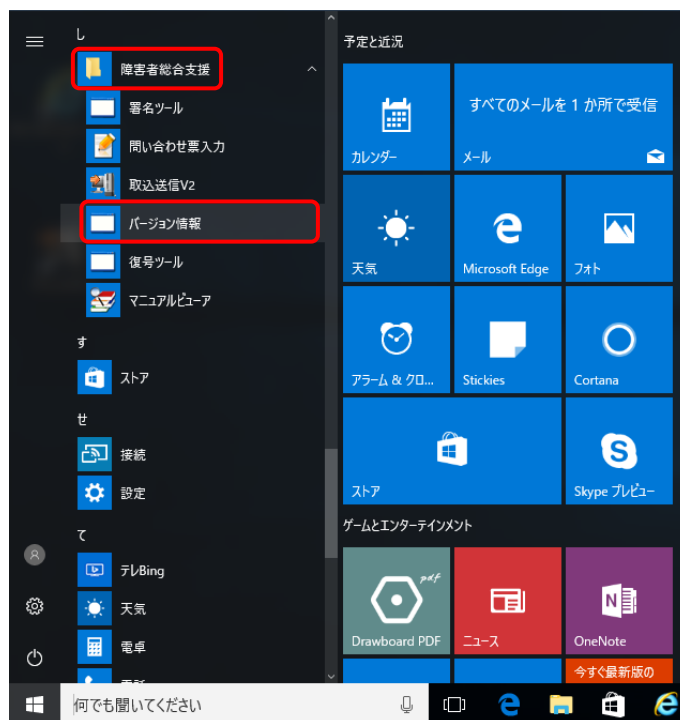 し
障害者総合支援
署名ツール
問い合わせ票入力
取込送信V2
バージョン情報
復号ツール
マニュアルビューア
す
ストア
せ
接続
設定
て
テレBing
天気
電卓
何でも聞いてください
予定と近況
カレンダー
すべてのメールを 1 か所で受信
メール
天気
Microsoft Edge
フォト
アラーム & クロ...
Stickies
Cortana
ストア
Skype プレビュー
ゲームとエンターテインメント
pdf
Drawboard PDF
ニュース
N
OneNote
今すぐ最新版の